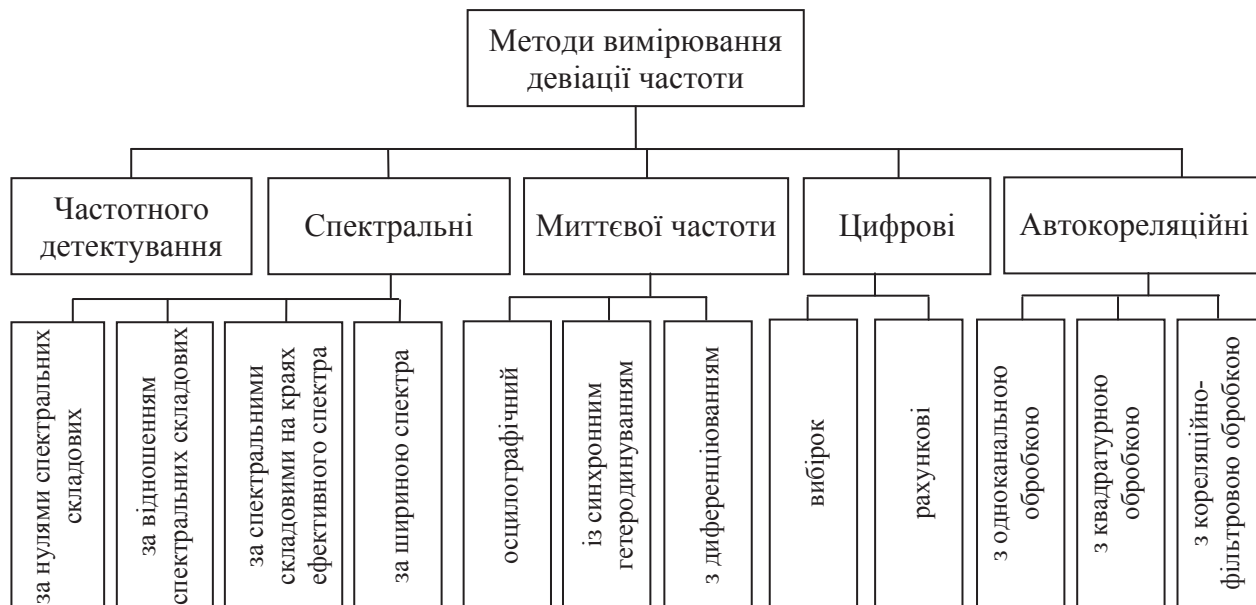 Методи вимірювання
девіації частоти
Частотного
детектування
Спектральні
Миттєвої частоти
Цифрові
Автокореляційні
за нулями спектральних
складових
за відношенням
спектральних складових
за спектральними
складовими на краях
ефективного спектра
за шириною спектра
осцилографічний
із синхронним
гетеродинуванням
з диференціюванням
вибірок
рахункові
з одноканальною
обробкою
з квадратурною
обробкою
з кореляційно-
фільтровою обробкою